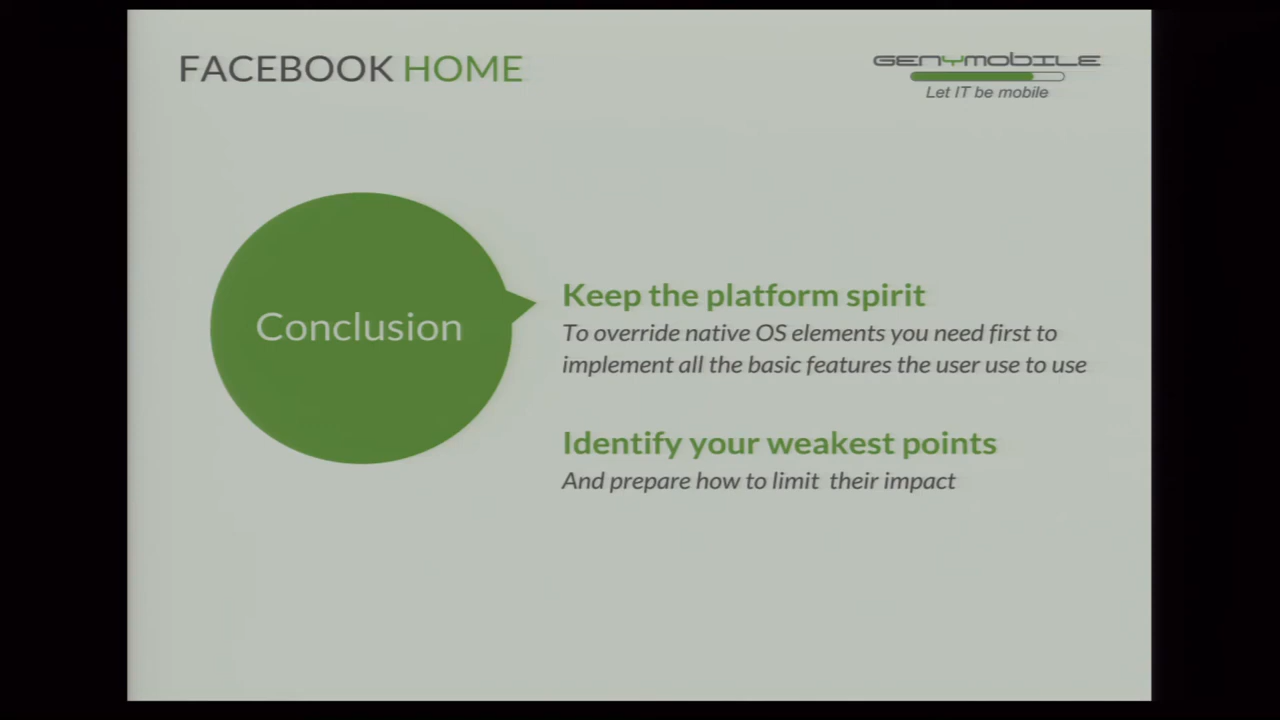 FACEBOOK HOME
GENYMOBILE
Let IT be mobile
Conclusion
Keep the platform spirit
To override native OS elements you need first to
implement all the basic features the user use to use
Identify your weakest points
And prepare how to limit their impact